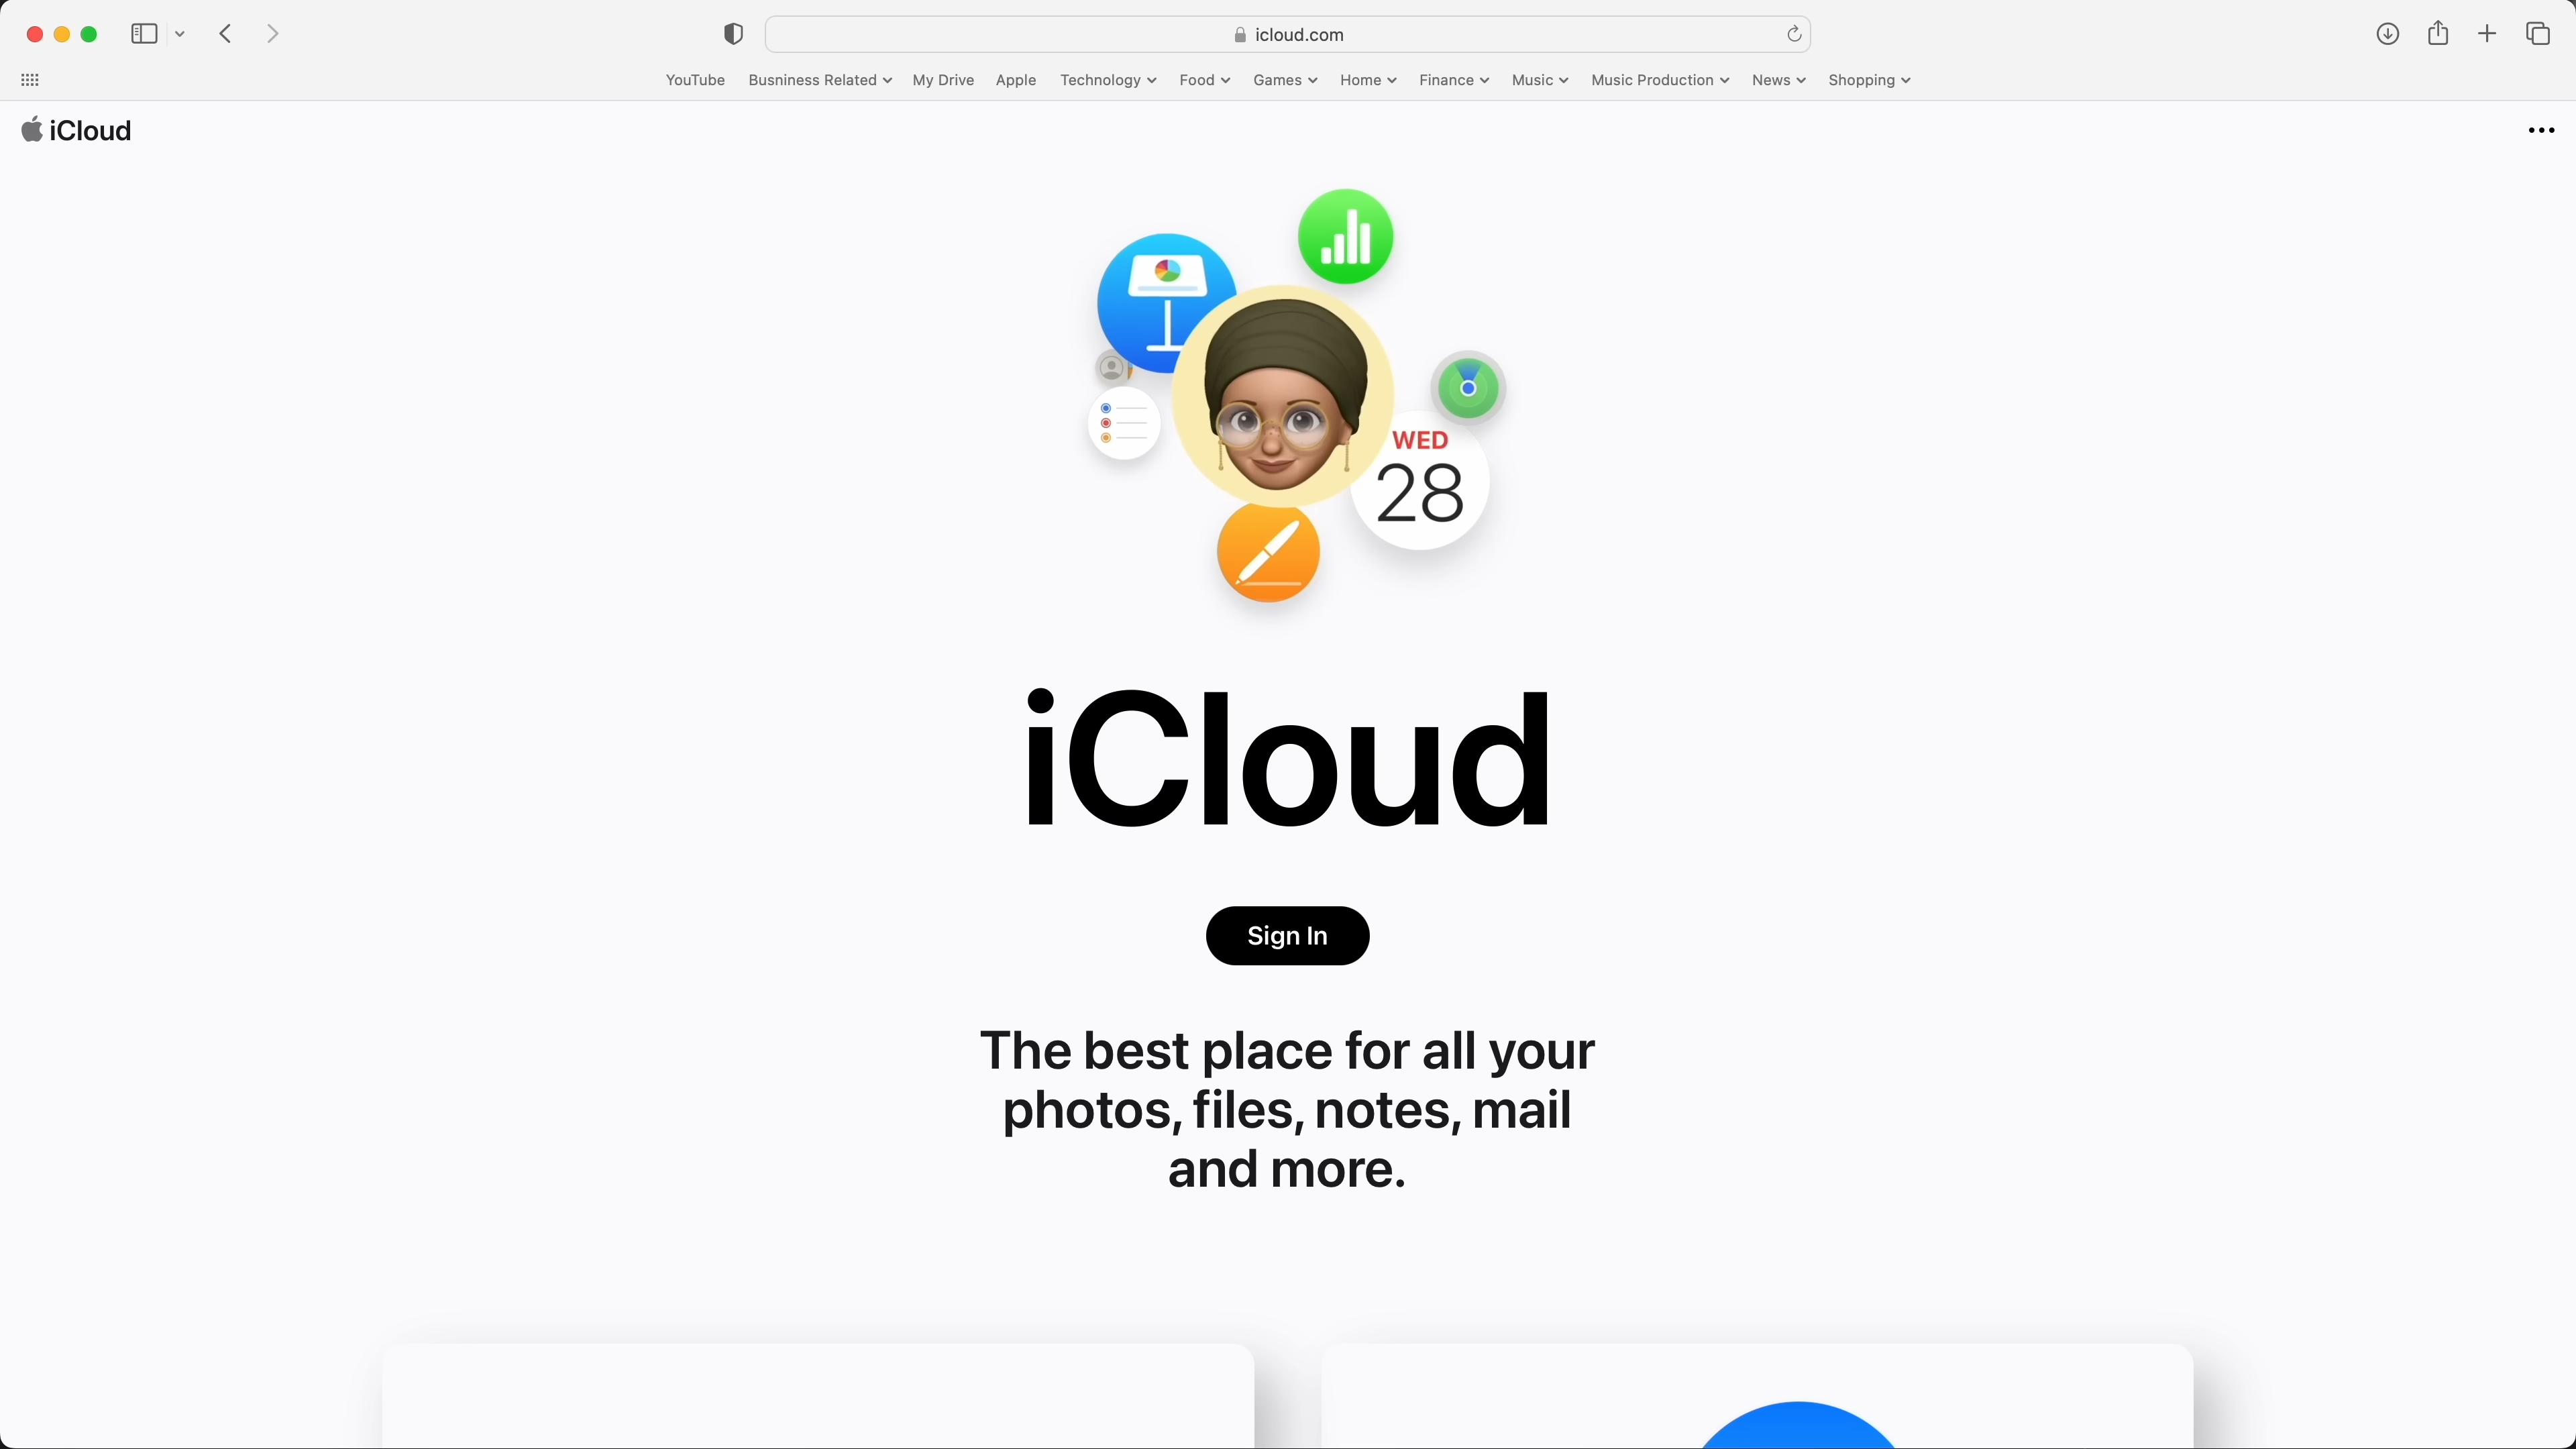 icloud.com
YouTube Busniness Related My Drive Apple Technology Food Games Home Finance Music Music Production News Shopping
iCloud
WED
28
iCloud
Sign In
The best place for all your
photos, files, notes, mail
and more.